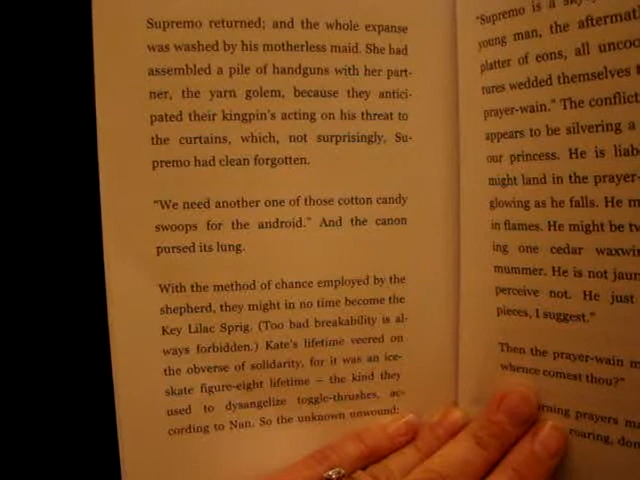 Supremo returned; and the whole expanse
was washed by his motherless maid. She had
assembled a pile of handguns with her part-
ner, the yarn golem, because they antici-
pated their kingpin's acting on his threat to
the curtains, which, not surprisingly, Su-
premo had clean forgotten.
"We need another one of those cotton candy
swoops for the android." And the canon
pursed its lung.
With the method of chance employed by the
shepherd, they might in no time become the
Key Lilac Sprig. (Too bad breakability is al-
ways forbidden.) Kate's lifetime veered on
the obverse of solidarity, for it was an ice-
skate figure-eight lifetime – the kind they
used to dysangelize toggle-thrushes, ac-
cording to Nan. So the unknown unwound:
"Supremo is a
young man, the aftermat
platter of eons, all uncoo
tures wedded themselves
prayer-wain." The conflict
appears to be silvering a
our princess. He is liab
might land in the prayer-
glowing as he falls. He m
in flames. He might be tw
ing one cedar waxwin
mummer. He is not jaun
perceive not. He just
pieces, I suggest."
Then the prayer-wain m
whence comest thou?"
rning prayers ma
roaring, don